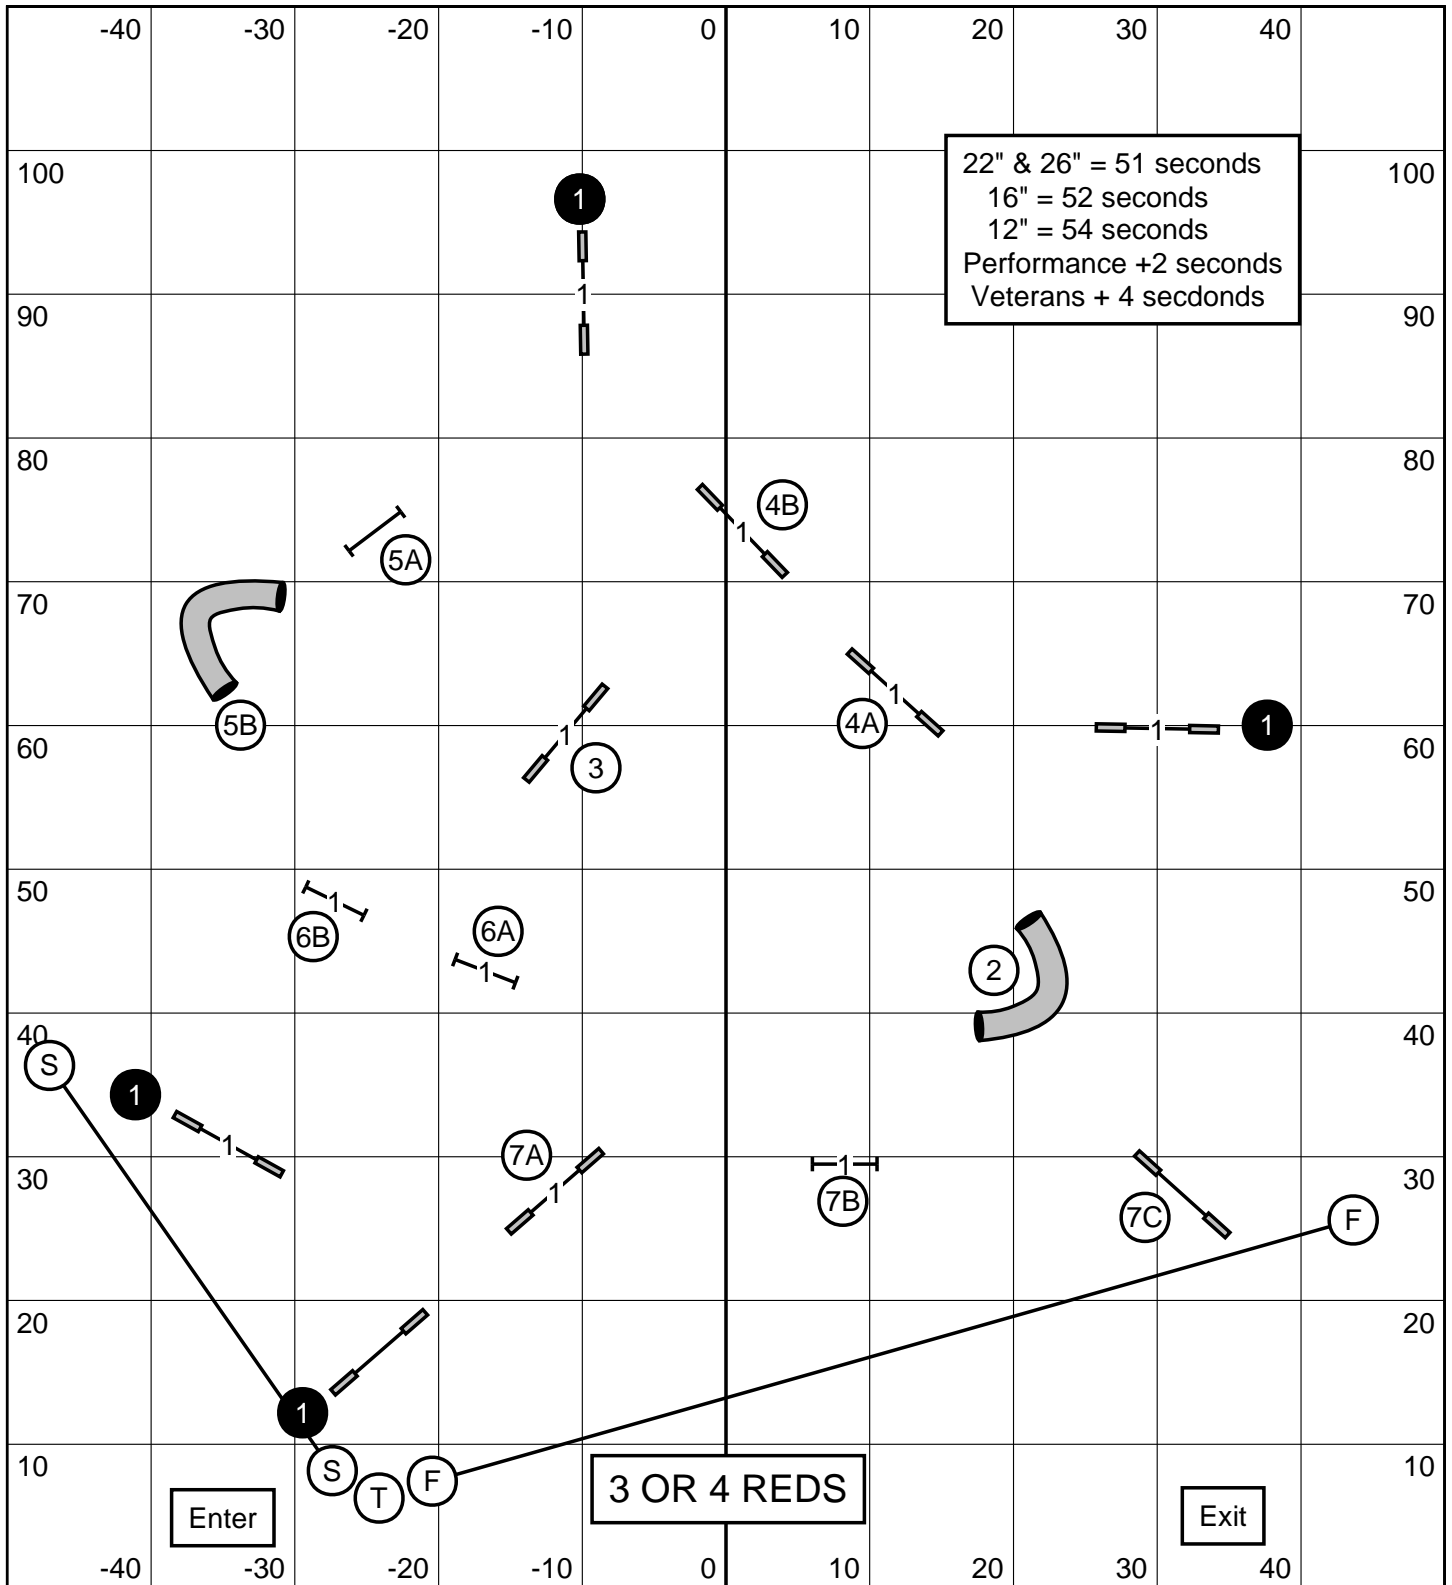 -40 -30 -20 -10 0 10 20 30 40
100 100
22" & 26" = 51 seconds
16" = 52 seconds
12" = 54 seconds
Performance +2 seconds
Veterans + 4 secdonds
1
1
90 90
80 80
4B
1
5A
70 70
1
4A
1
1
5B
1
3
60 60
50 50
1
6B
6A
1
2
40 40
S
1
1
7A
1
1
7B
7C
F
30 30
20 20
1
S
T
F
10 10
3 OR 4 REDS
Enter
Exit
-40 -30 -20 -10 0 10 20 30 40